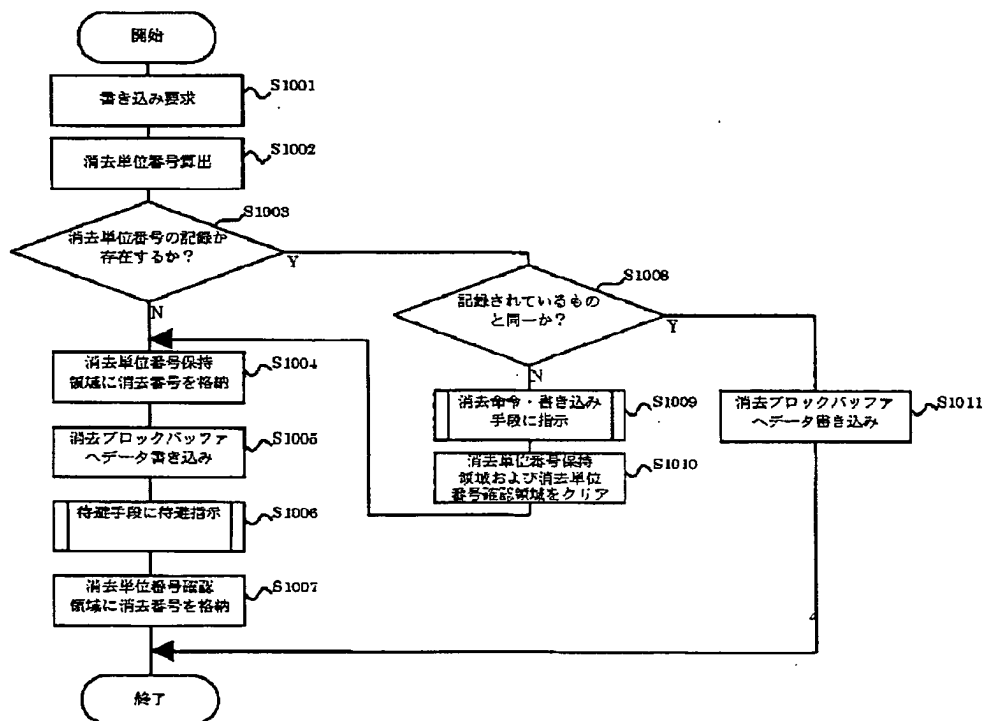 開始
書き込み要求
S1001
消去単位番号算出
S1002
消去単位番号の記録が
存在するか？
S1003
Y
N
消去単位番号保持
領域に消去番号を格納
S1004
消去ブロックバッファ
へデータ書き込み
S1005
待避手段に待避指示
S1006
消去単位番号確認
領域に消去番号を格納
S1007
終了
記録されているもの
と同一か？
S1008
Y
N
消去命令・書き込み
手段に指示
S1009
消去単位番号保持
領域および消去単位
番号確認領域をクリア
S1010
消去ブロックバッファ
へデータ書き込み
S1011